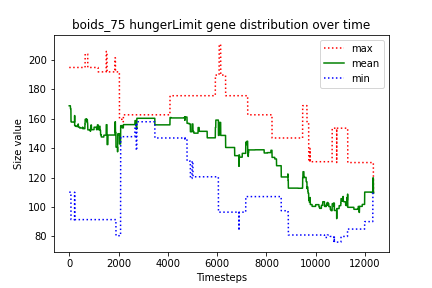 boids_75 hungerLimit gene distribution over time
max
mean
min
Size value
200
180
160
140
120
100
80
0 2000 4000 6000 8000 10000 12000
Timesteps